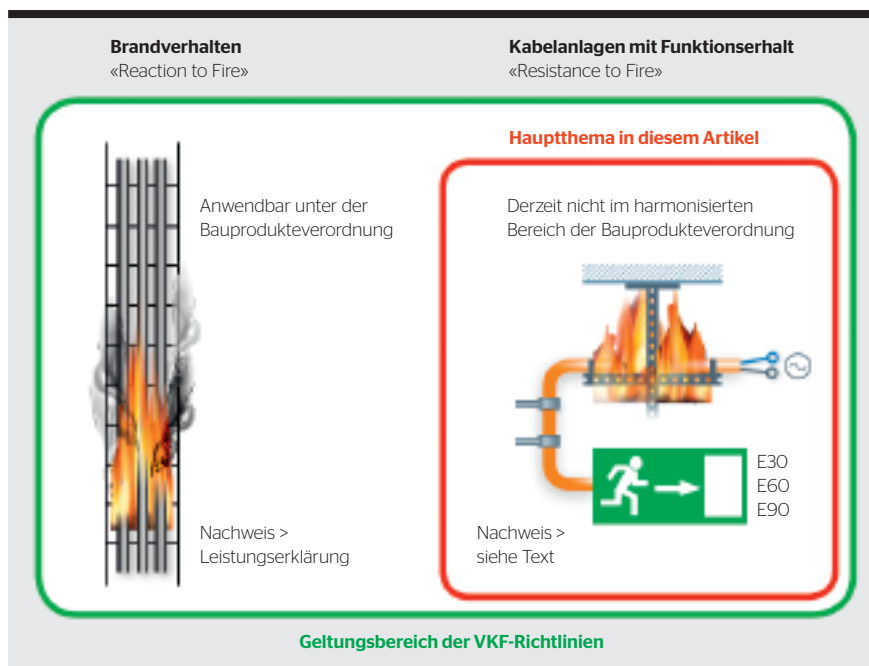 Brandverhalten
«Reaction to Fire»
Kabelanlagen mit Funktionserhalt
«Resistance to Fire»
Hauptthema in diesem Artikel
Anwendbar unter der
Bauprodukteverordnung
Derzeit nicht im harmonisierten
Bereich der Bauprodukteverordnung
E30
E60
E90
Nachweis >
Leistungserklärung
Nachweis >
siehe Text
Geltungsbereich der VKF-Richtlinien